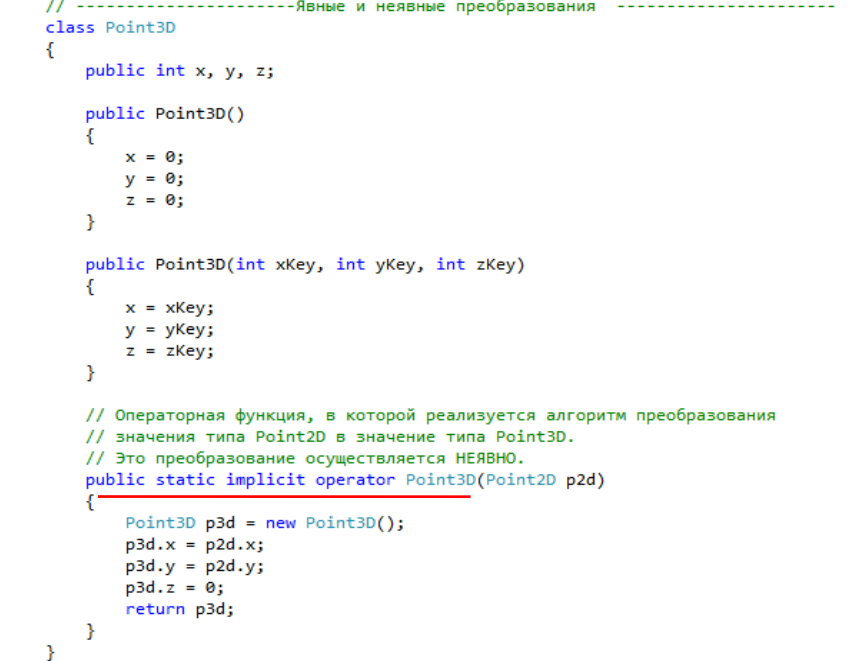 // ----------------------Явные и неявные преобразования  ----------------------
class Point3D
{
    public int x, y, z;

    public Point3D()
    {
        x = 0;
        y = 0;
        z = 0;
    }

    public Point3D(int xKey, int yKey, int zKey)
    {
        x = xKey;
        y = yKey;
        z = zKey;
    }

    // Операторная функция, в которой реализуется алгоритм преобразования
    // значения типа Point2D в значение типа Point3D.
    // Это преобразование осуществляется НЕЯВНО.
    public static implicit operator Point3D(Point2D p2d)
    {
        Point3D p3d = new Point3D();
        p3d.x = p2d.x;
        p3d.y = p2d.y;
        p3d.z = 0;
        return p3d;
    }
}